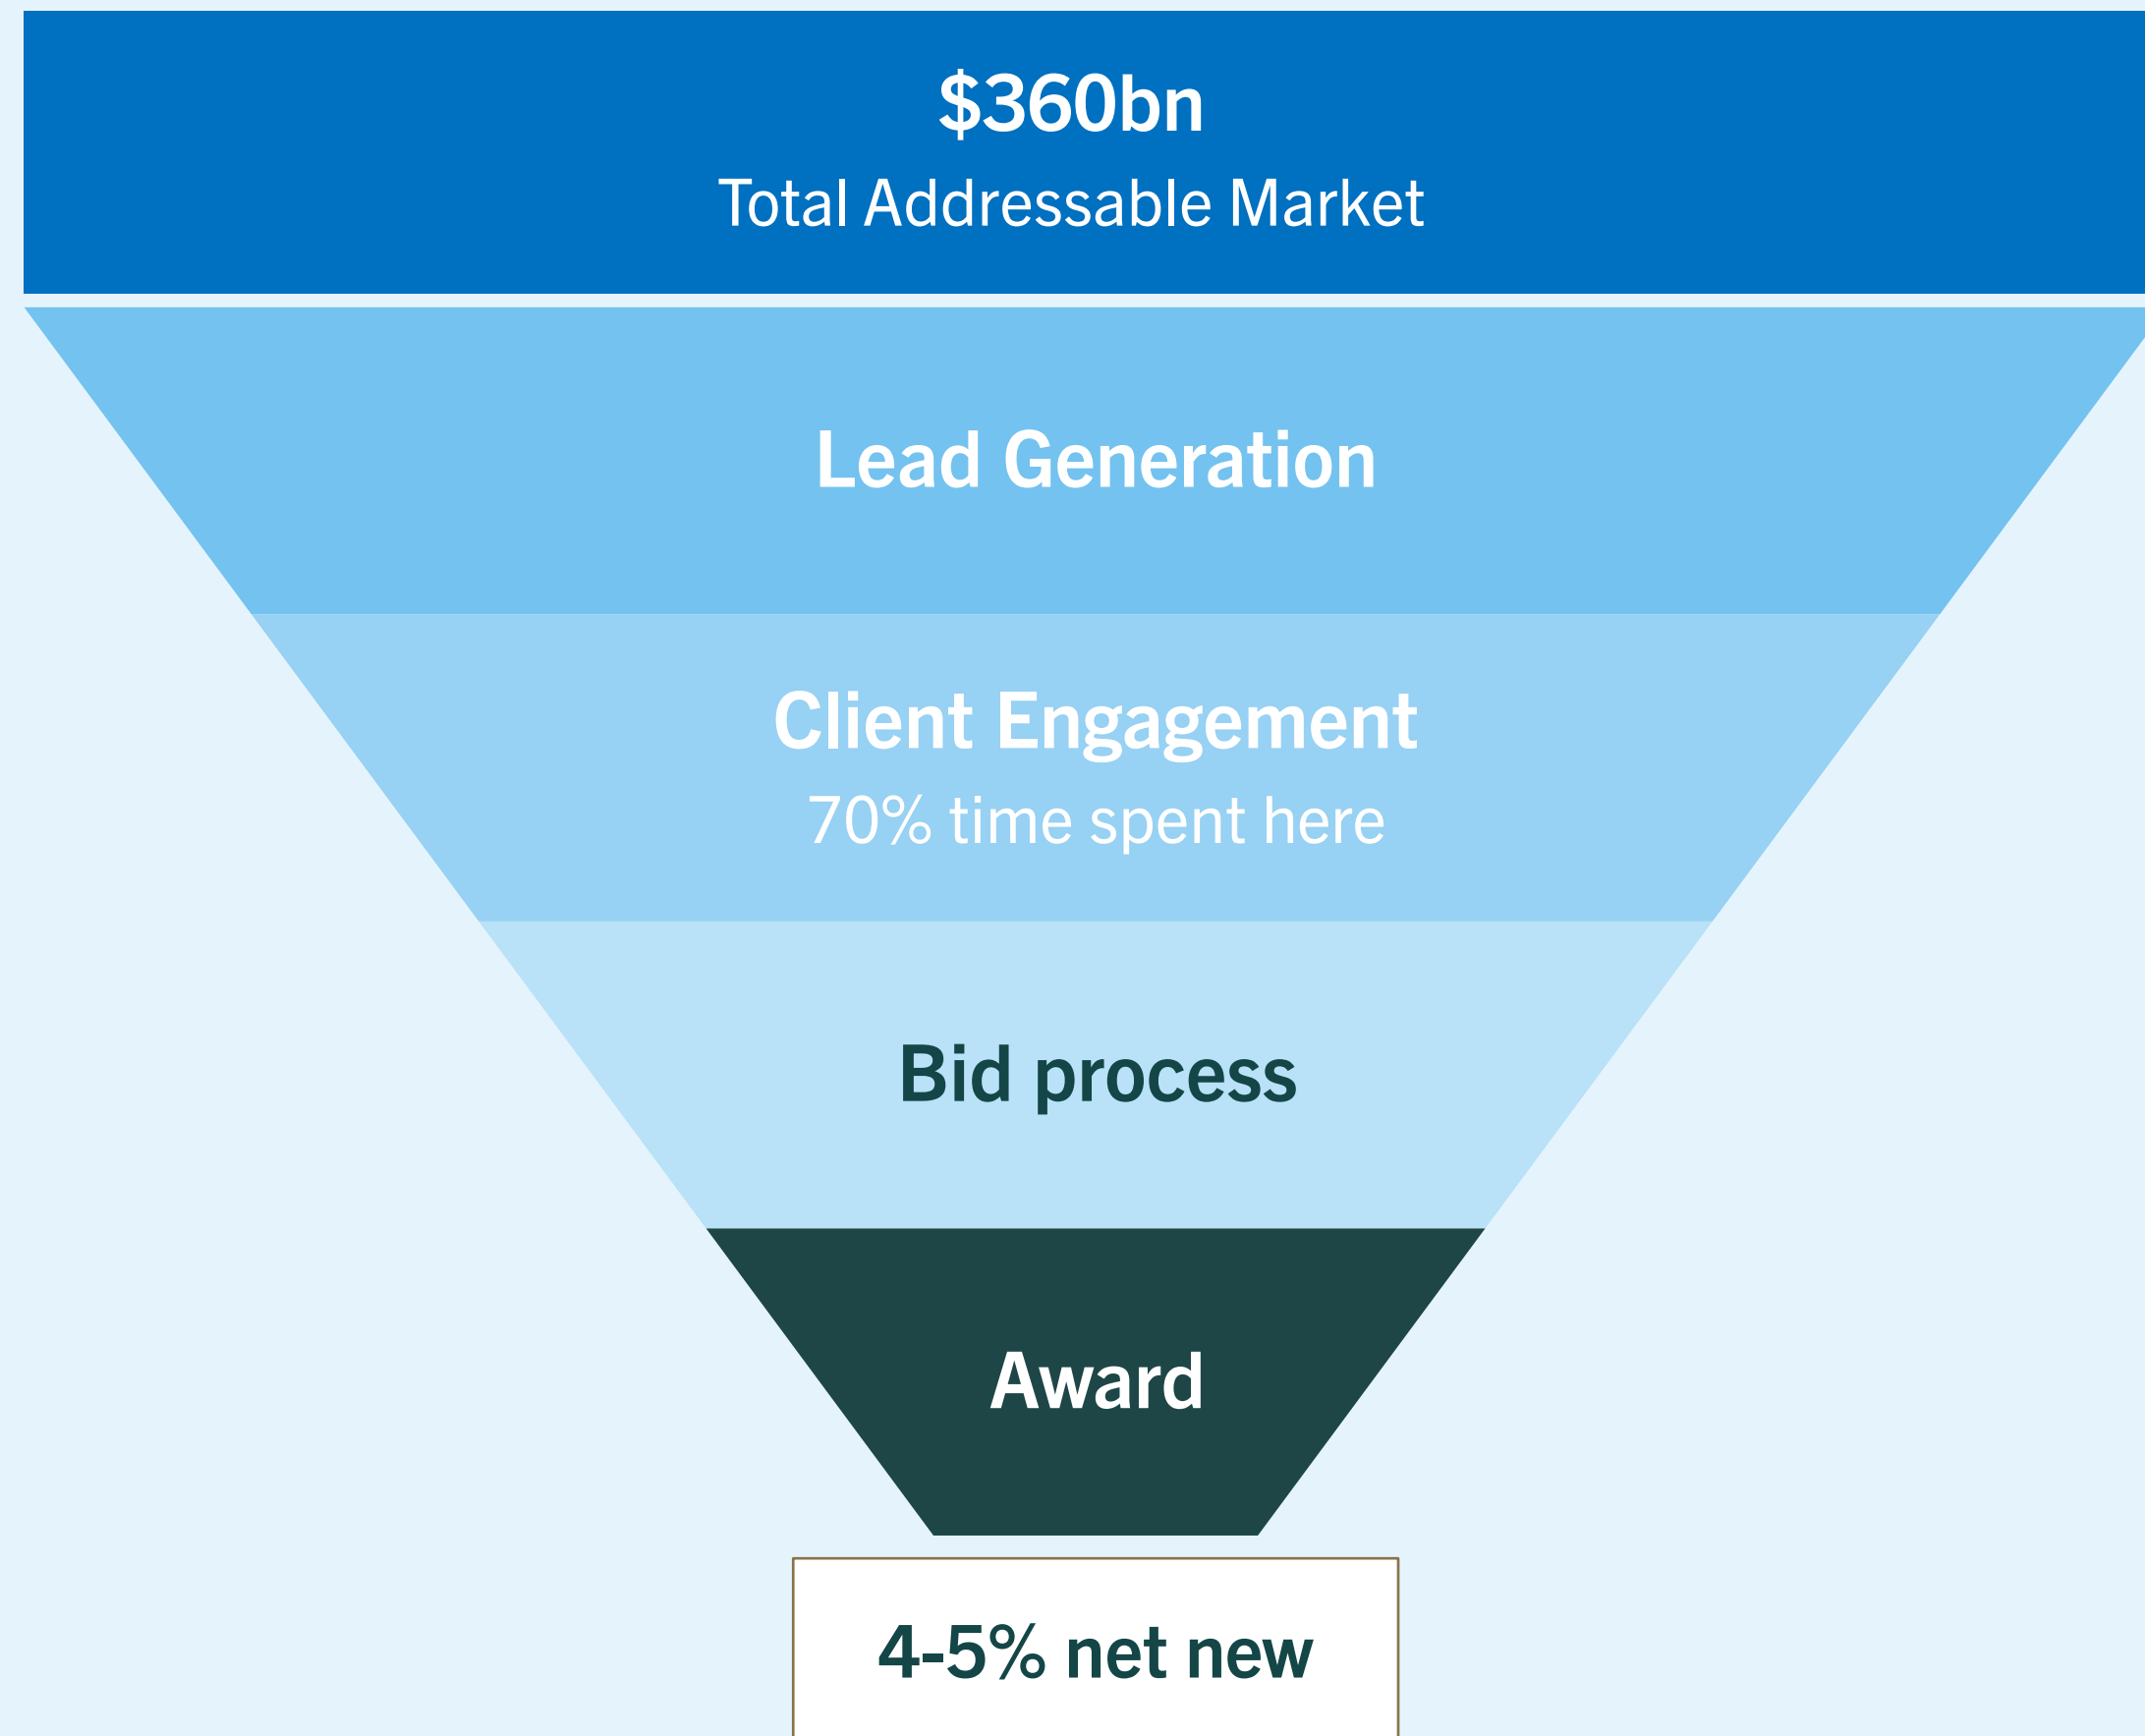 $360bn
Total Addressable Market
Lead Generation
Client Engagement
70% time spent here
Bid process
Award
4-5% net new